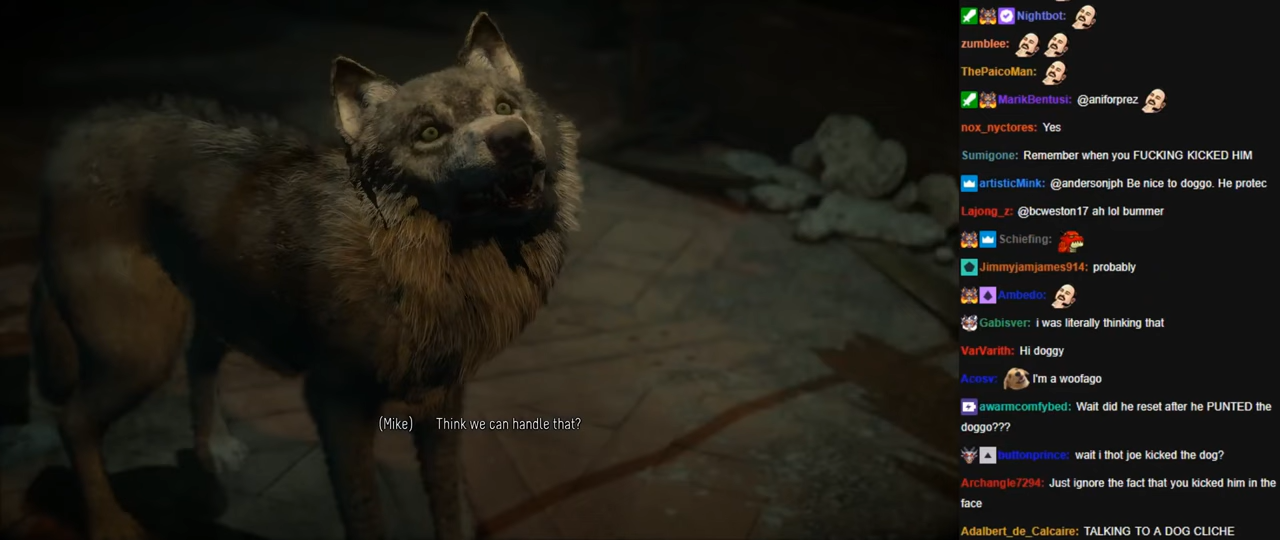 (Mike) Think we can handle that?
Nightbot:
zumblee:
ThePaicoMan:
MarikBentusi: @aniforprez
nox_nyctores: Yes
Sumigone: Remember when you FUCKING KICKED HIM
artisticMink: @andersonjph Be nice to doggo. He protec
Lajong_z: @bcweston17 ah lol bummer
Schiefing:
Jimmyjamjames914: probably
Ambedo:
Gabisver: i was literally thinking that
VarVarith: Hi doggy
Acesv: I'm a woofago
awarmcomfybed: Wait did he reset after he PUNTED the
doggo???
buttonprince: wait i thot joe kicked the dog?
Archangle7294: Just ignore the fact that you kicked him in the
face
Adalbert_de_Calcaire: TALKING TO A DOG CLICHE